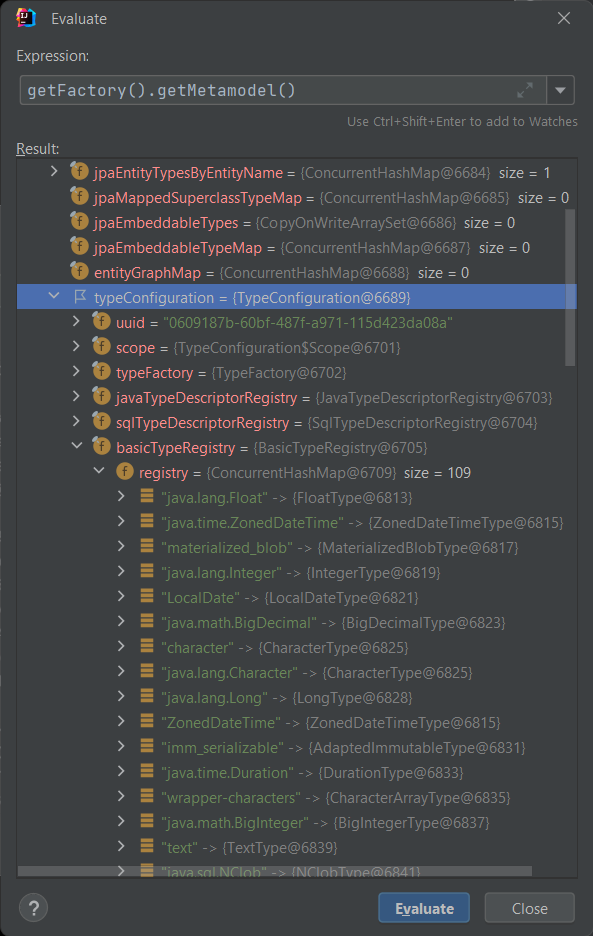 Evaluate
Expression:
getFactory().getMetamodel()
Use Ctrl+Shift+Enter to add to Watches
Result:
jpaEntityTypesByEntityName = {ConcurrentHashMap@6684} size = 1
jpaMappedSuperclassTypeMap = {ConcurrentHashMap@6685} size = 0
jpaEmbeddableTypes = {CopyOnWriteArraySet@6686} size = 0
jpaEmbeddableTypeMap = {ConcurrentHashMap@6687} size = 0
entityGraphMap = {ConcurrentHashMap@6688} size = 0
typeConfiguration = {TypeConfiguration@6689}
uuid = "0609187b-60bf-487f-a971-115d423da08a"
scope = {TypeConfiguration$Scope@6701}
typeFactory = {TypeFactory@6702}
javaTypeDescriptorRegistry = {JavaTypeDescriptorRegistry@6703}
sqlTypeDescriptorRegistry = {SqlTypeDescriptorRegistry@6704}
basicTypeRegistry = {BasicTypeRegistry@6705}
registry = {ConcurrentHashMap@6709} size = 109
"java.lang.Float" -> {FloatType@6813}
"java.time.ZonedDateTime" -> {ZonedDateTimeType@6815}
"materialized_blob" -> {MaterializedBlobType@6817}
"java.lang.Integer" -> {IntegerType@6819}
"LocalDate" -> {LocalDateType@6821}
"java.math.BigDecimal" -> {BigDecimalType@6823}
"character" -> {CharacterType@6825}
"java.lang.Character" -> {CharacterType@6825}
"java.lang.Long" -> {LongType@6828}
"ZonedDateTime" -> {ZonedDateTimeType@6815}
"imm_serializable" -> {AdaptedImmutableType@6831}
"java.time.Duration" -> {DurationType@6833}
"wrapper-characters" -> {CharacterArrayType@6835}
"java.math.BigInteger" -> {BigIntegerType@6837}
"text" -> {TextType@6839}
"java.sql.NClob" -> {NClobType@6841}
? Evaluate Close